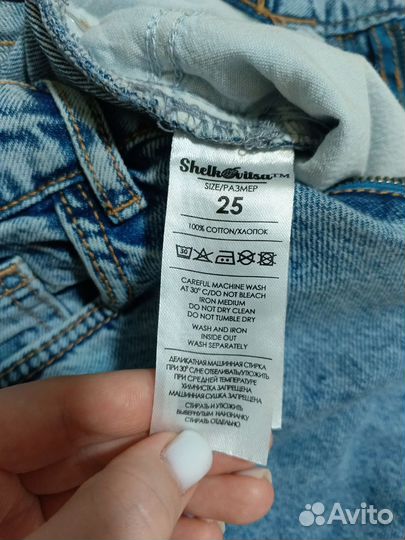 Shelkovitsa™
SIZE/РАЗМЕР
25
100% COTTON/ХЛОПОК
30
CAREFUL MACHINE WASH
AT 30° C/DO NOT BLEACH
IRON MEDIUM
DO NOT DRY CLEAN
DO NOT TUMBLE DRY
WASH AND IRON
INSIDE OUT
WASH SEPARATELY
ДЕЛИКАТНАЯ МАШИННАЯ СТИРКА
ПРИ 30° С/НЕ ОТБЕЛИВАТЬ/УТЮЖИТЬ
ПРИ СРЕДНЕЙ ТЕМПЕРАТУРЕ
ХИМЧИСТКА ЗАПРЕЩЕНА
МАШИННАЯ СУШКА ЗАПРЕЩЕНА
СТИРАТЬ И УТЮЖИТЬ
ВЫВЕРНУТЫМ НАИЗНАНКУ
СТИРАТЬ ОТДЕЛЬНО
Avito